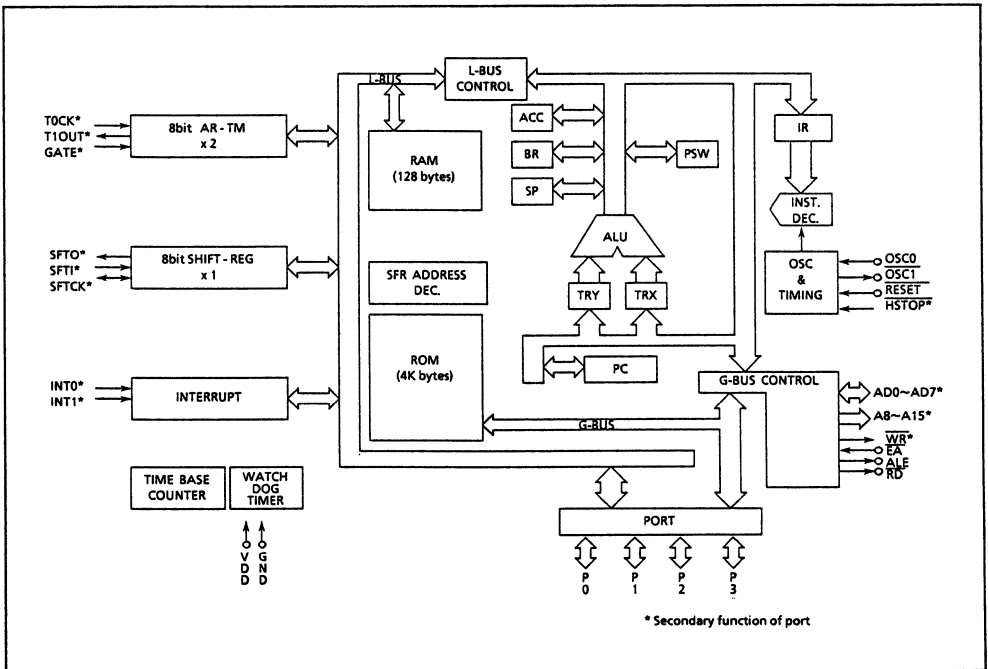 L-BUS
L-BUS
CONTROL
T0CK*
T1OUT*
GATE*
8bit AR - TM
x 2
RAM
(128 bytes)
ACC
BR
SP
PSW
IR
INST.
DEC.
ALU
SFTO*
SFTI*
SFTCK*
8bit SHIFT - REG
x 1
SFR ADDRESS
DEC.
TRY
TRX
OSC
&
TIMING
OSC0
OSC1
RESET
HSTOP*
ROM
(4K bytes)
PC
INT0*
INT1*
INTERRUPT
G-BUS CONTROL
AD0~AD7*
A8~A15*
WR*
EA
ALE
RD
G-BUS
TIME BASE
COUNTER
WATCH
DOG
TIMER
VDD
GND
PORT
P0
P1
P2
P3
* Secondary function of port